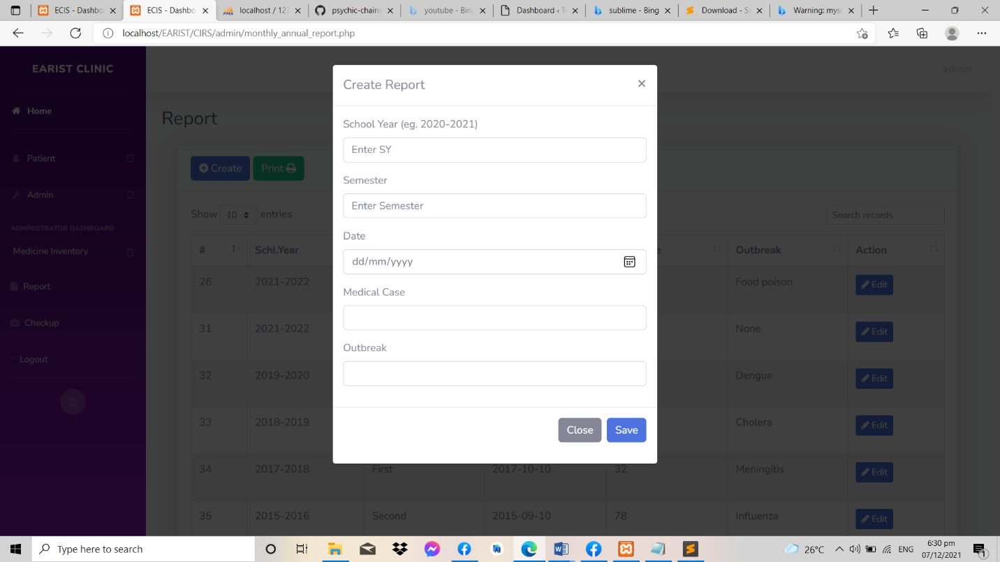 ECIS - Dashbo
ECIS - Dashbo
localhost / 127
psychic-chains
youtube - Bing
Dashboard ‹ T
sublime - Bing
Download - S
Warning: mys
localhost/EARIST/CIRS/admin/monthly_annual_report.php
EARIST CLINIC
admin
Home
Patient
Admin
ADMINISTRATOR DASHBOARD
Medicine Inventory
Report
Checkup
Logout
Report
Create Print
Show 10 entries
Search records
# Schl.Year Outbreak Action
26 2021-2022 Food poison Edit
31 2021-2022 None Edit
32 2019-2020 Dengue Edit
33 2018-2019 Cholera Edit
34 2017-2018 First 2017-10-10 32 Meningitis Edit
35 2015-2016 Second 2015-09-10 78 Influenza Edit
Create Report
School Year (eg. 2020-2021)
Enter SY
Semester
Enter Semester
Date
dd/mm/yyyy
Medical Case
Outbreak
Close Save
Type here to search
26°C
ENG
6:30 pm
07/12/2021
1